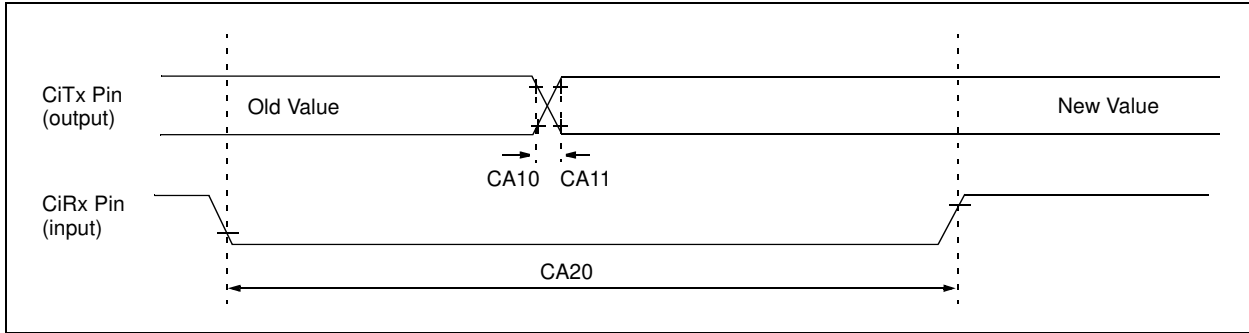 CiTx Pin
(output)
Old Value
New Value
CA10 CA11
CiRx Pin
(input)
CA20